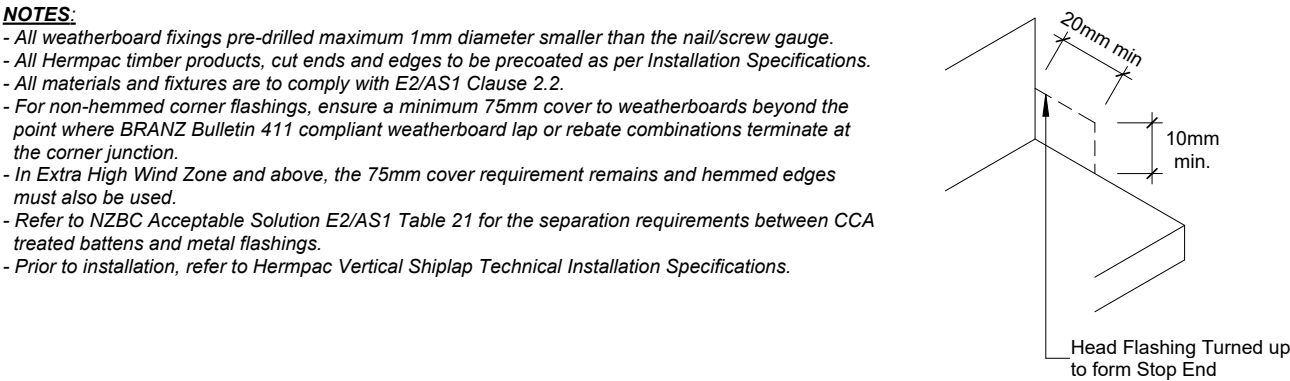 NOTES:
- All weatherboard fixings pre-drilled maximum 1mm diameter smaller than the nail/screw gauge.
- All Hermpac timber products, cut ends and edges to be precoated as per Installation Specifications.
- All materials and fixtures are to comply with E2/AS1 Clause 2.2.
- For non-hemmed corner flashings, ensure a minimum 75mm cover to weatherboards beyond the
point where BRANZ Bulletin 411 compliant weatherboard lap or rebate combinations terminate at
the corner junction.
- In Extra High Wind Zone and above, the 75mm cover requirement remains and hemmed edges
must also be used.
- Refer to NZBC Acceptable Solution E2/AS1 Table 21 for the separation requirements between CCA
treated battens and metal flashings.
- Prior to installation, refer to Hermpac Vertical Shiplap Technical Installation Specifications.
20mm min
10mm
min.
Head Flashing Turned up
to form Stop End